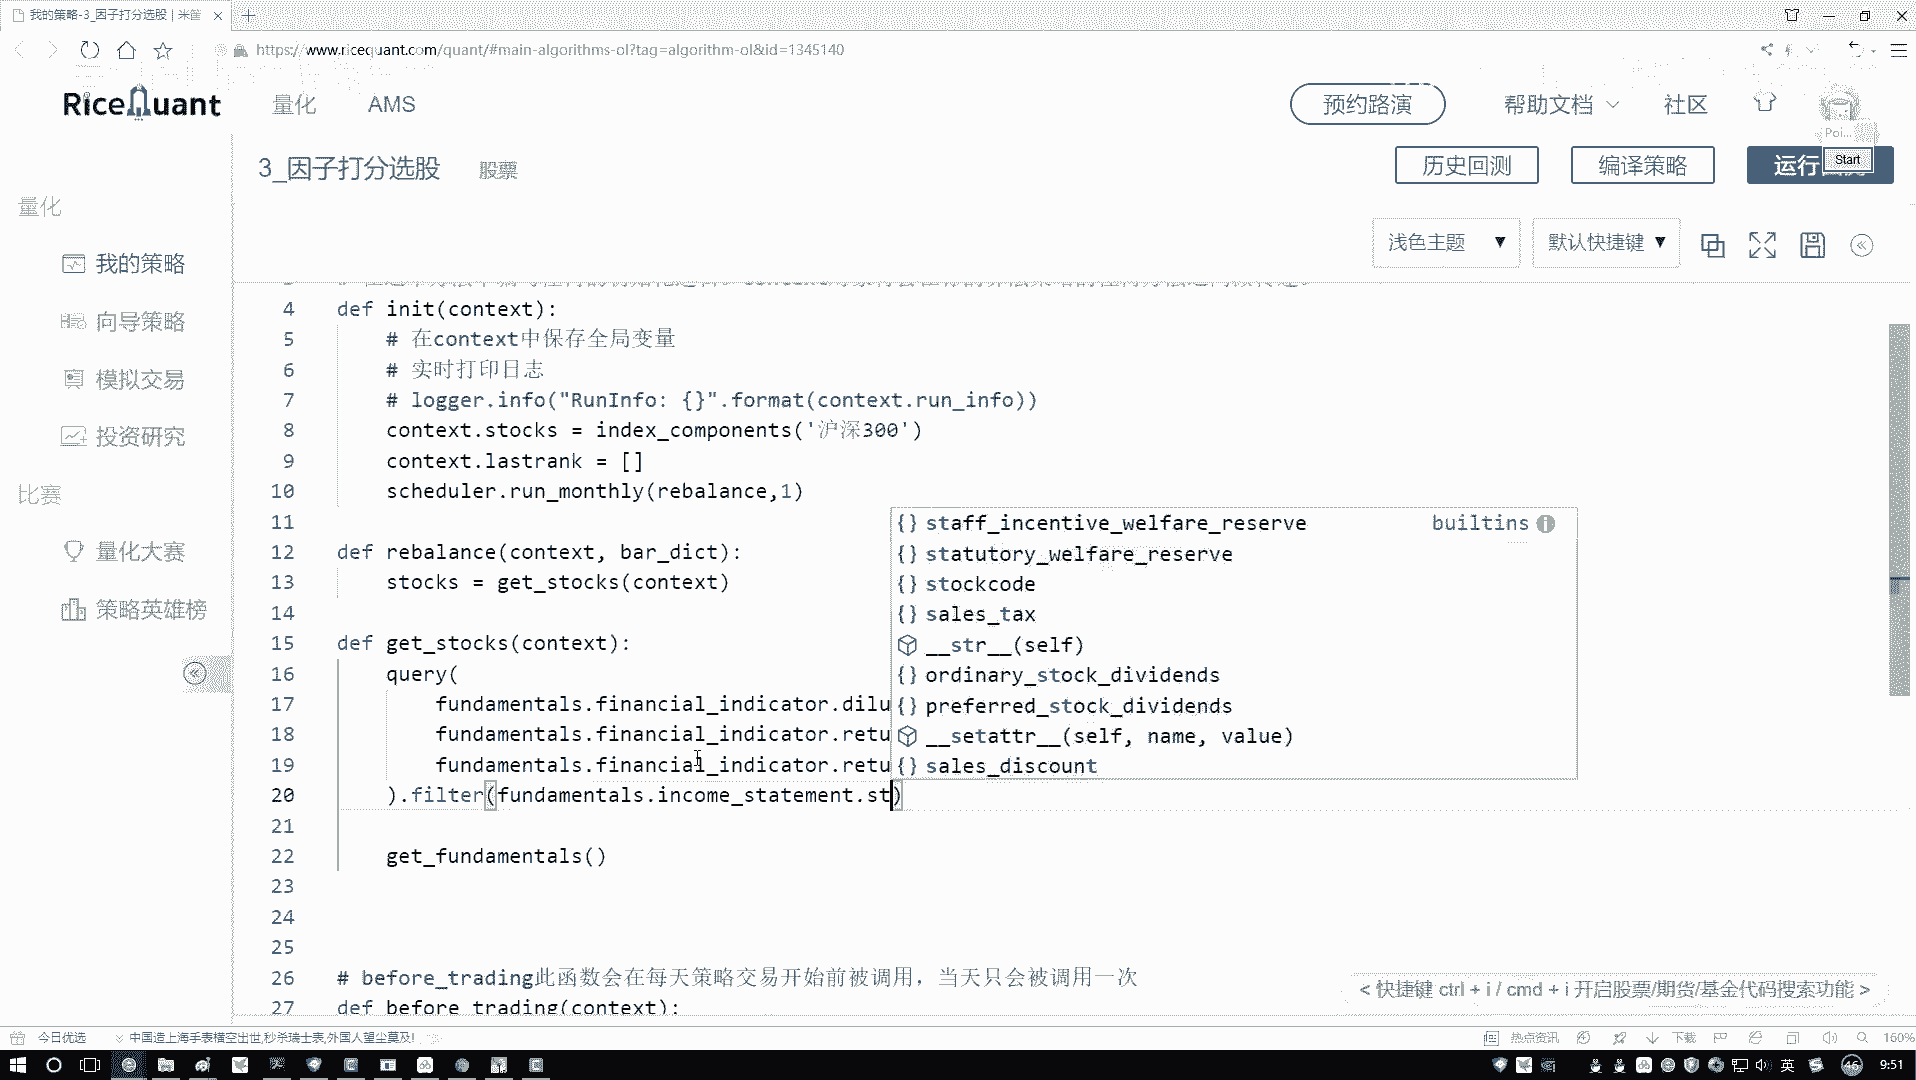 我的策略-3_因子打分选股 | 米筐
https://www.ricequant.com/quant/#main-algorithms-ol?tag=algorithm-ol&id=1345140
RiceQuant 量化 AMS 预约路演 帮助文档 社区
Poi...
3_因子打分选股 股票 历史回测 编译策略 运行
Start
量化
浅色主题 默认快捷键
我的策略
向导策略
模拟交易
投资研究
比赛
量化大赛
策略英雄榜
4 def init(context):
5 # 在context中保存全局变量
6 # 实时打印日志
7 # logger.info("RunInfo: {}".format(context.run_info))
8 context.stocks = index_components('沪深300')
9 context.lastrank = []
10 scheduler.run_monthly(rebalance,1)
11
12 def rebalance(context, bar_dict):
13 stocks = get_stocks(context)
14
15 def get_stocks(context):
16 query(
17 fundamentals.financial_indicator.dilu
18 fundamentals.financial_indicator.retu
19 fundamentals.financial_indicator.retu
20 ).filter(fundamentals.income_statement.st)
21
22 get_fundamentals()
23
24
25
26 # before_trading此函数会在每天策略交易开始前被调用，当天只会被调用一次
27 def before_trading(context):
{} staff_incentive_welfare_reserve builtins
{} statutory_welfare_reserve
{} stockcode
{} sales_tax
__str__(self)
{} ordinary_stock_dividends
{} preferred_stock_dividends
__setattr__(self, name, value)
{} sales_discount
< 快捷键 ctrl + i / cmd + i 开启股票/期货/基金代码搜索功能 >
今日优选 中国造上海手表横空出世,秒杀瑞士表,外国人望尘莫及! 热点资讯 下载 160%
英 46 9:51